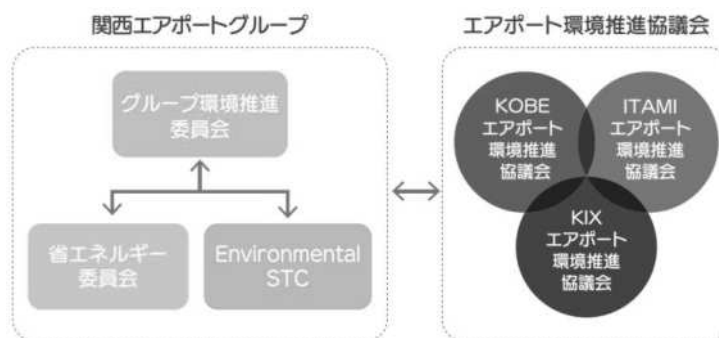 関西エアポートグループ
グループ環境推進
委員会
省エネルギー
委員会
Environmental
STC
エアポート環境推進協議会
KOBE
エアポート
環境推進
協議会
ITAMI
エアポート
環境推進
協議会
KIX
エアポート
環境推進
協議会